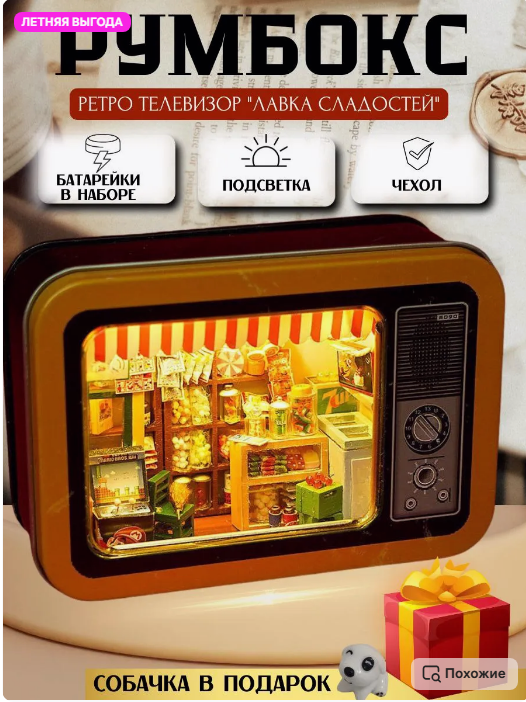 ЛЕТНЯЯ ВЫГОДА
РУМБОКС
РЕТРО ТЕЛЕВИЗОР "ЛАВКА СЛАДОСТЕЙ"
БАТАРЕЙКИ
В НАБОРЕ
ПОДСВЕТКА
ЧЕХОЛ
СОБАЧКА В ПОДАРОК
Похожие